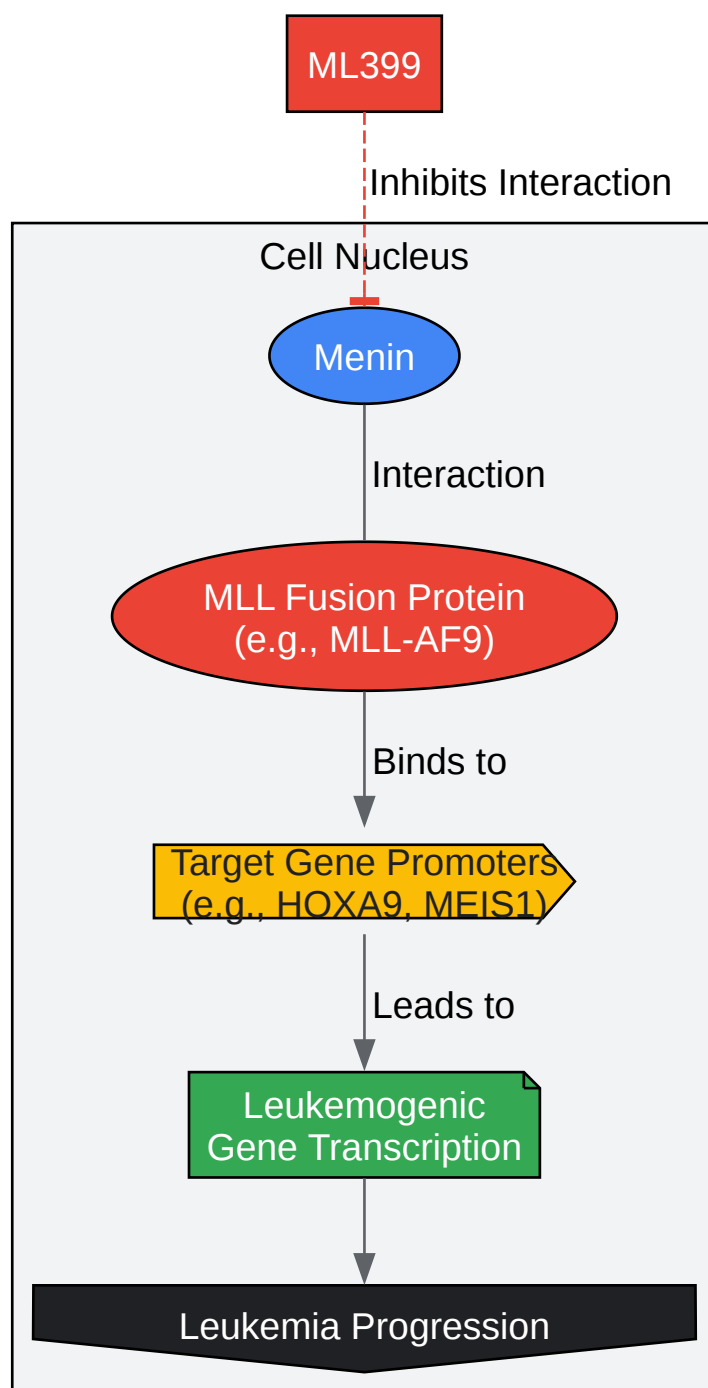 ML399
Inhibits Interaction
Cell Nucleus
Menin
Interaction
MLL Fusion Protein
(e.g., MLL-AF9)
Binds to
Target Gene Promoters
(e.g., HOXA9, MEIS1)
Leads to
Leukemogenic
Gene Transcription
Leukemia Progression